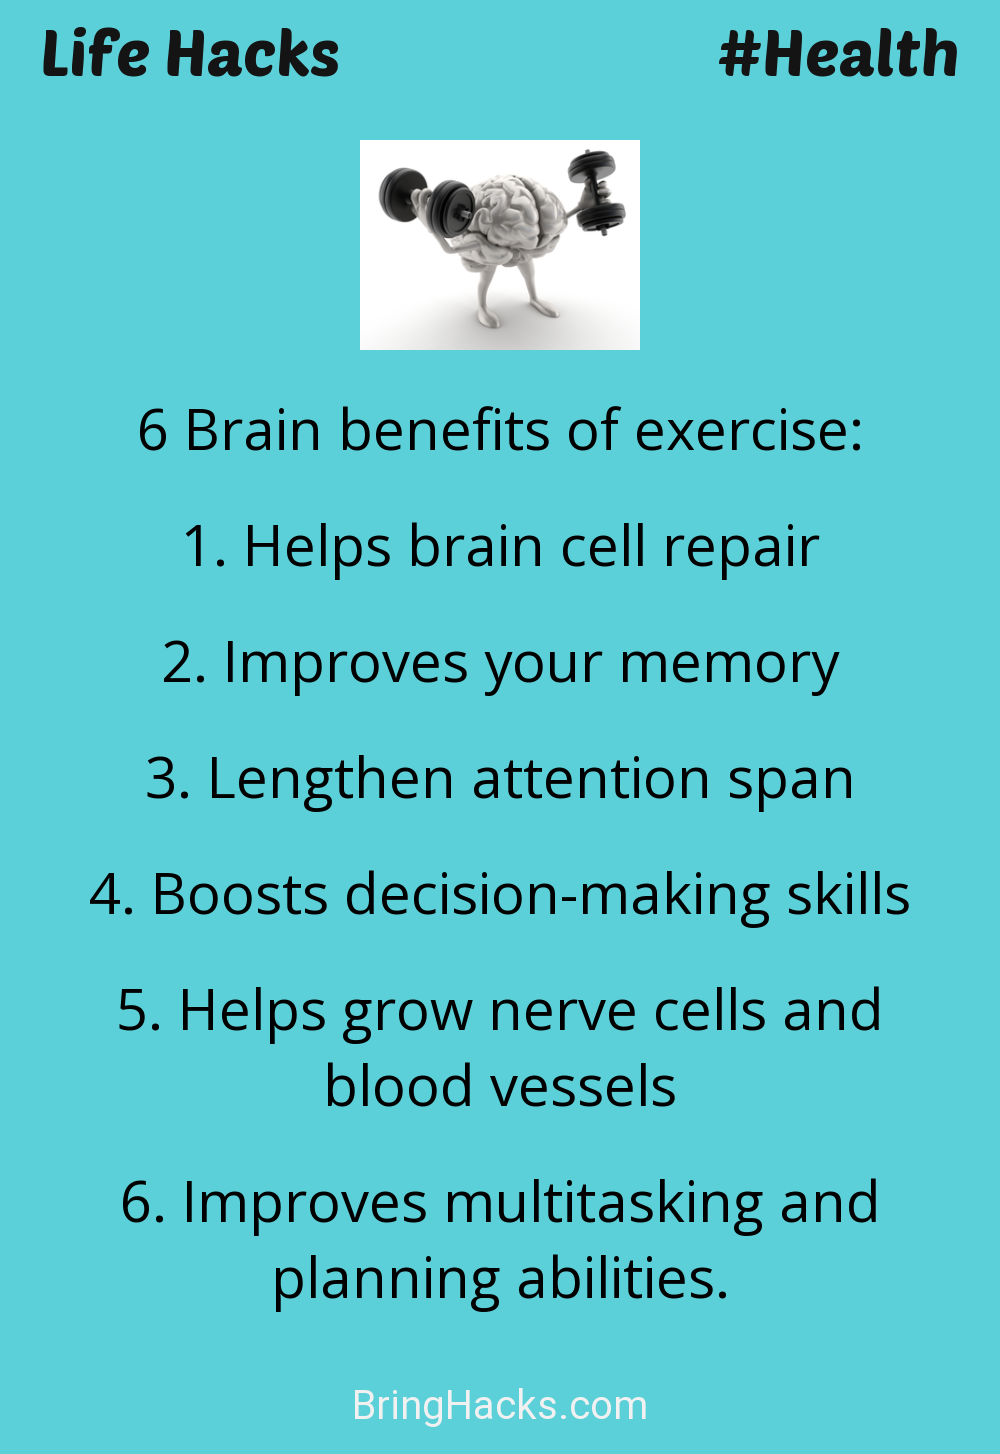 Life Hacks
#Health
6 Brain benefits of exercise:
1. Helps brain cell repair
2. Improves your memory
3. Lengthen attention span
4. Boosts decision-making skills
5. Helps grow nerve cells and
blood vessels
6. Improves multitasking and
planning abilities.
BringHacks.com